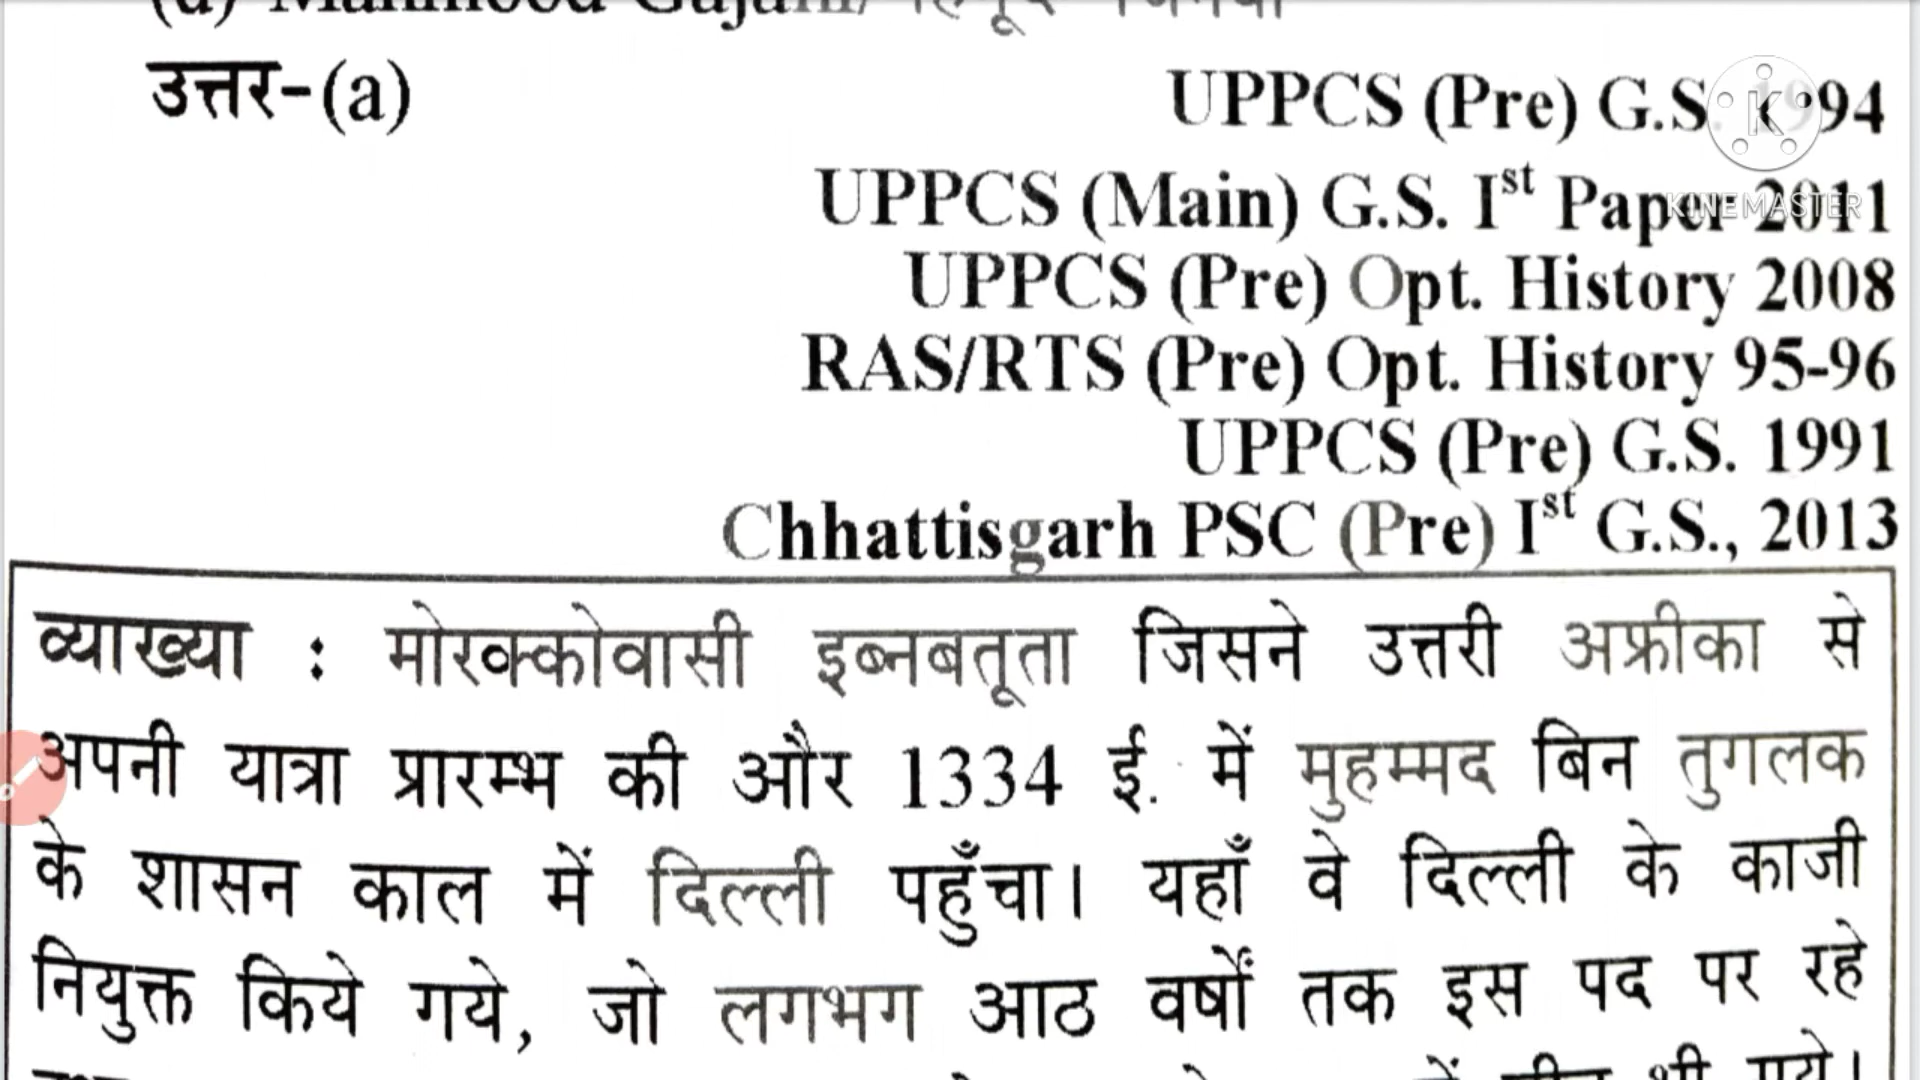 (d) Mahmood Gajani/
उत्तर-(a)
UPPCS (Pre) G.S. 1994
UPPCS (Main) G.S. Ist Paper 2011
KINEMASTER
UPPCS (Pre) Opt. History 2008
RAS/RTS (Pre) Opt. History 95-96
UPPCS (Pre) G.S. 1991
Chhattisgarh PSC (Pre) Ist G.S., 2013
व्याख्या : मोरक्कोवासी इब्नबतूता जिसने उत्तरी अफ्रीका से
अपनी यात्रा प्रारम्भ की और 1334 ई. में मुहम्मद बिन तुगलक
के शासन काल में दिल्ली पहुँचा। यहाँ वे दिल्ली के काजी
नियुक्त किये गये, जो लगभग आठ वर्षों तक इस पद पर रहे
में चीन भी गये।